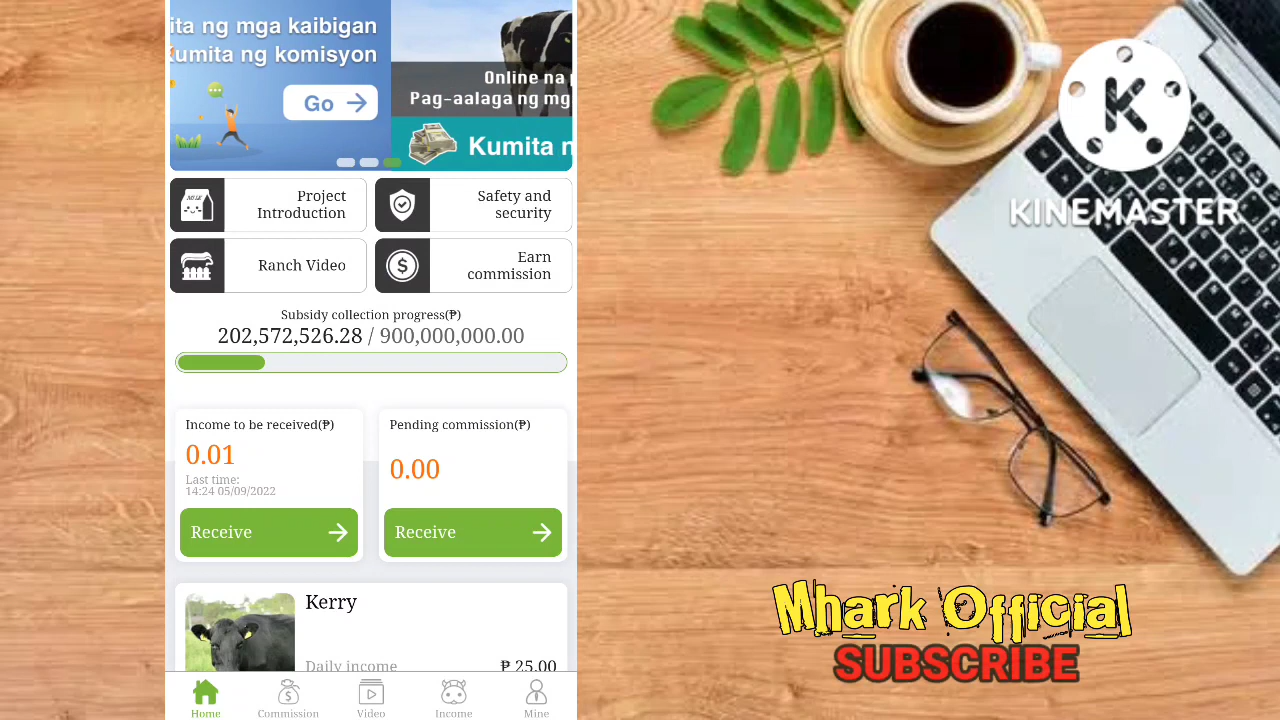 ita ng mga kaibigan
Kumita ng komisyon
Go
Online na
Pag-aalaga ng mg
Kumita n
MILK
Project
Introduction
Safety and
security
Ranch Video
Earn
commission
Subsidy collection progress(₱)
202,572,526.28 / 900,000,000.00
Income to be received(₱)
0.01
Last time:
14:24 05/09/2022
Receive
Pending commission(₱)
0.00
Receive
Kerry
Daily income
₱ 25.00
Home
Commission
Video
Income
Mine
K
KINEMASTER
Mhark Official
SUBSCRIBE